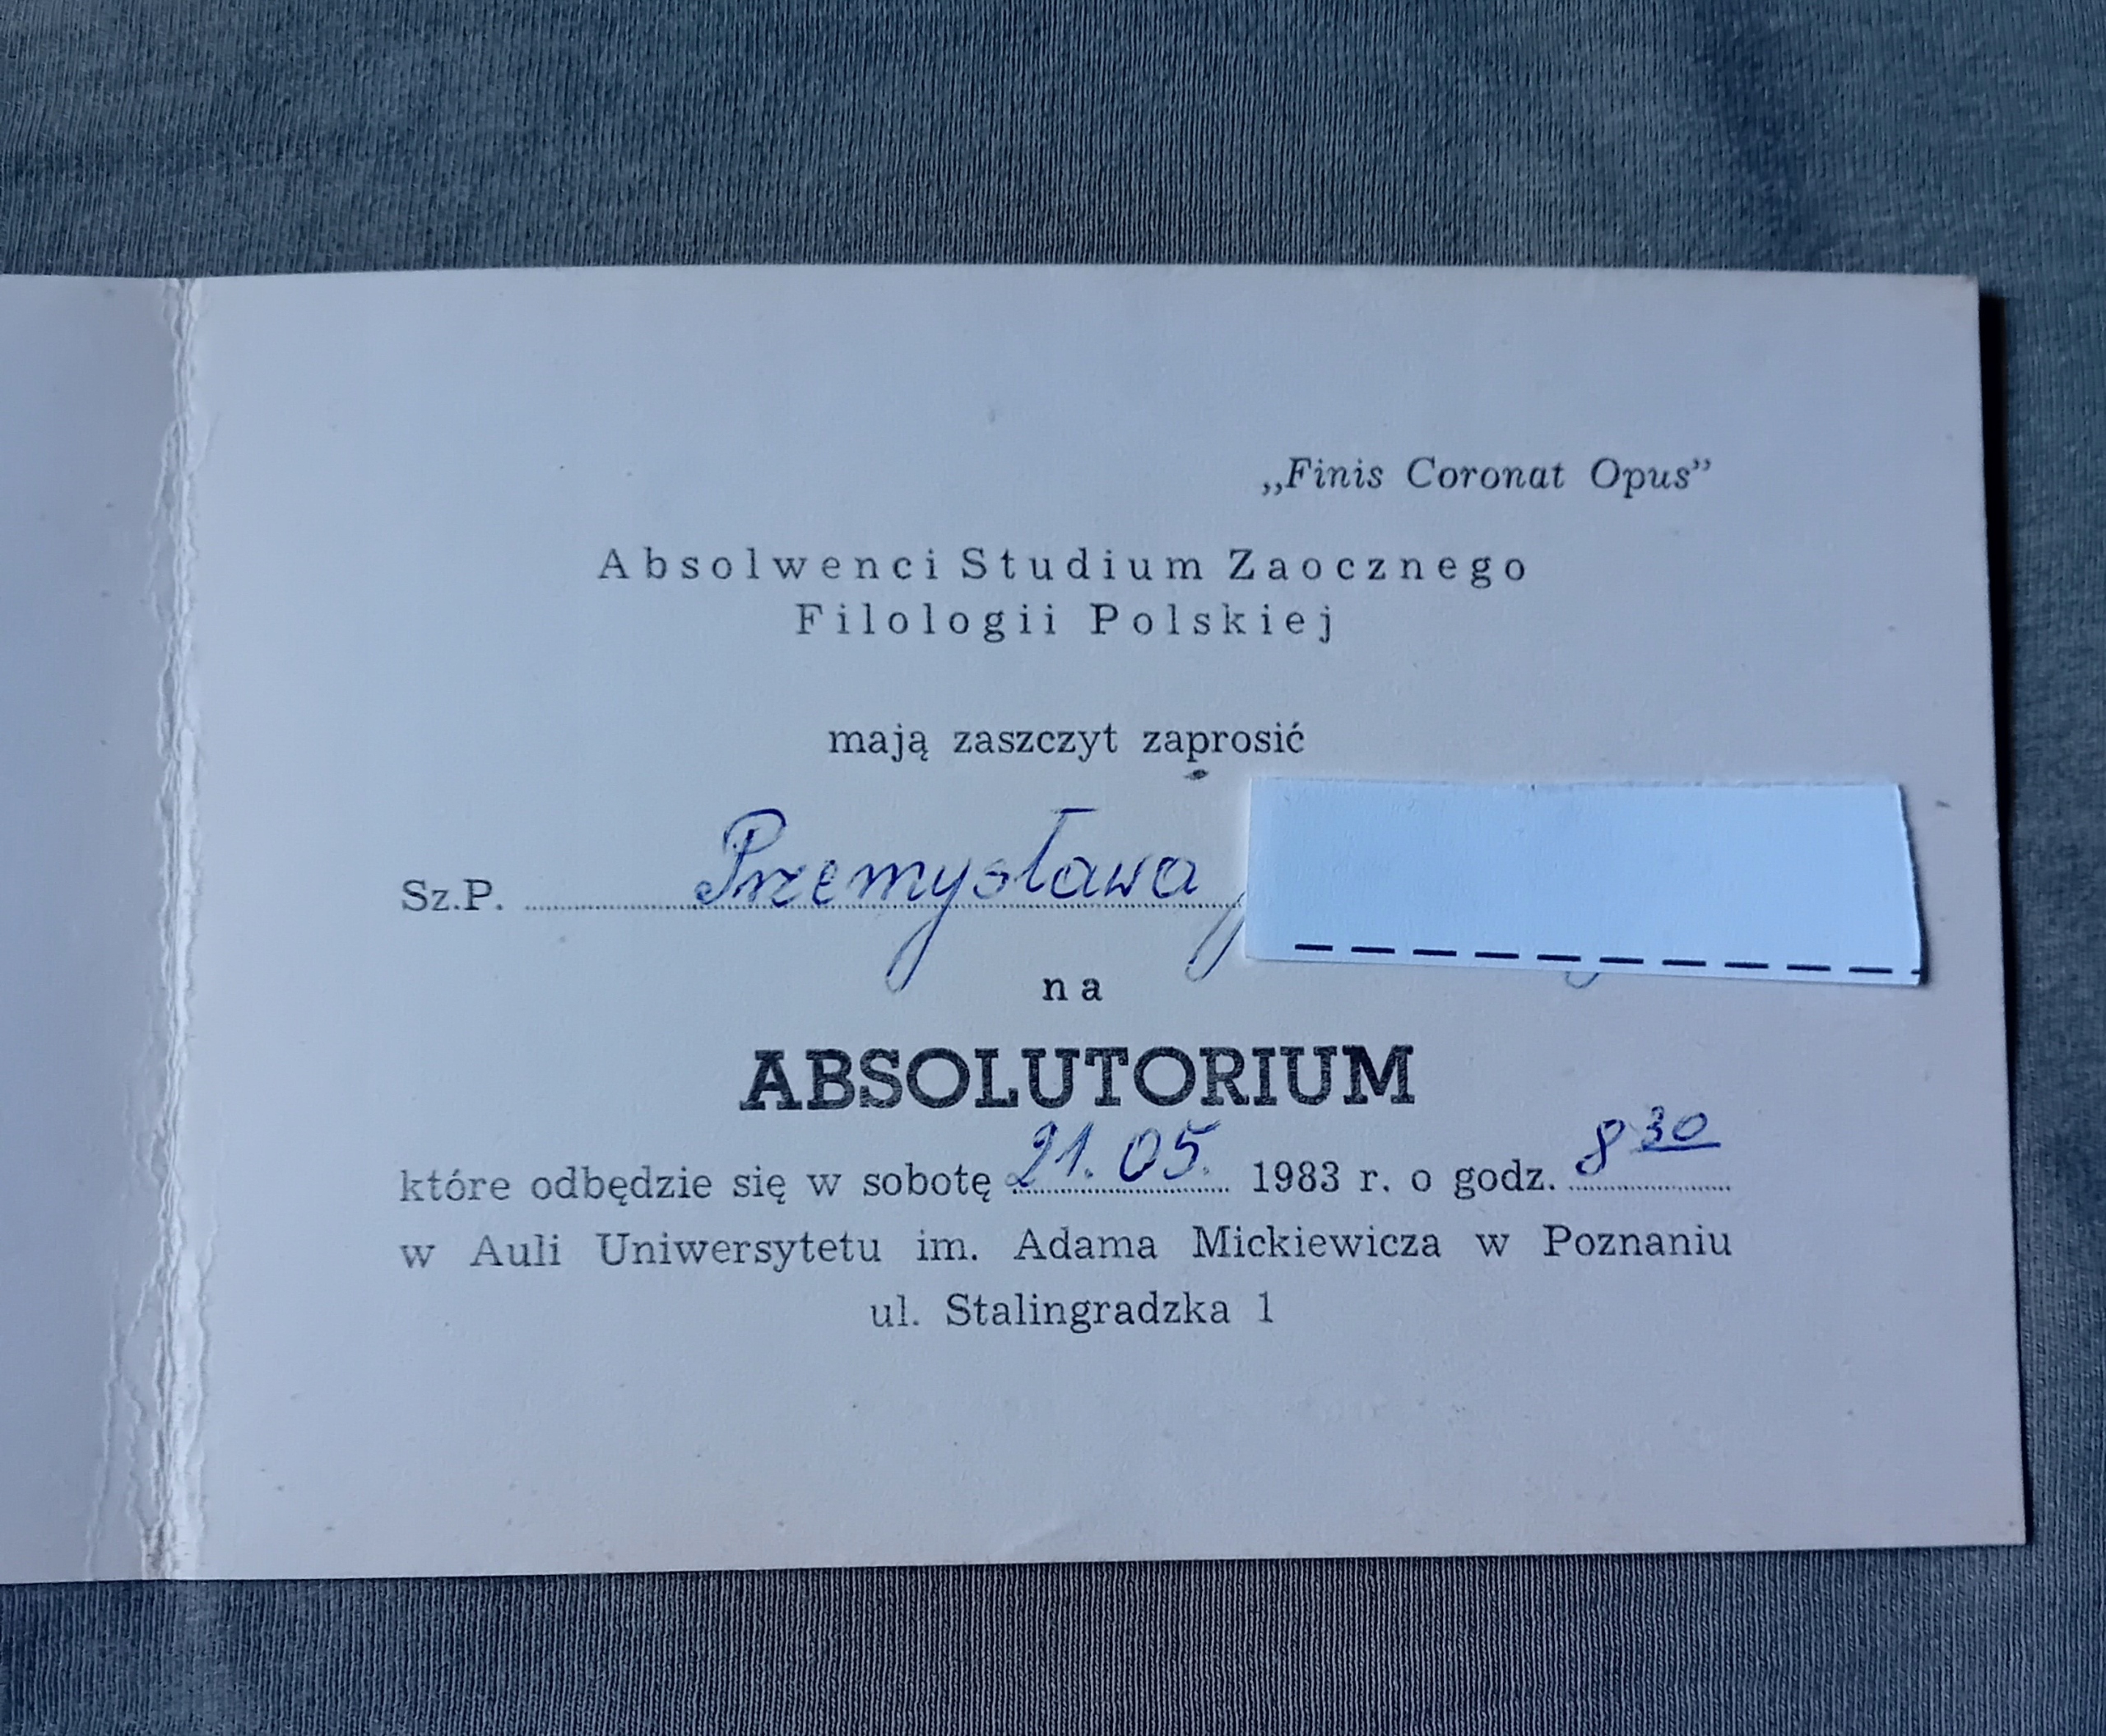 „Finis Coronat Opus”
Absolwenci Studium Zaocznego
Filologii Polskiej
mają zaszczyt zaprosić
Sz.P. Przemysława
na
ABSOLUTORIUM
które odbędzie się w sobotę 21.05. 1983 r. o godz. 8 30
w Auli Uniwersytetu im. Adama Mickiewicza w Poznaniu
ul. Stalingradzka 1